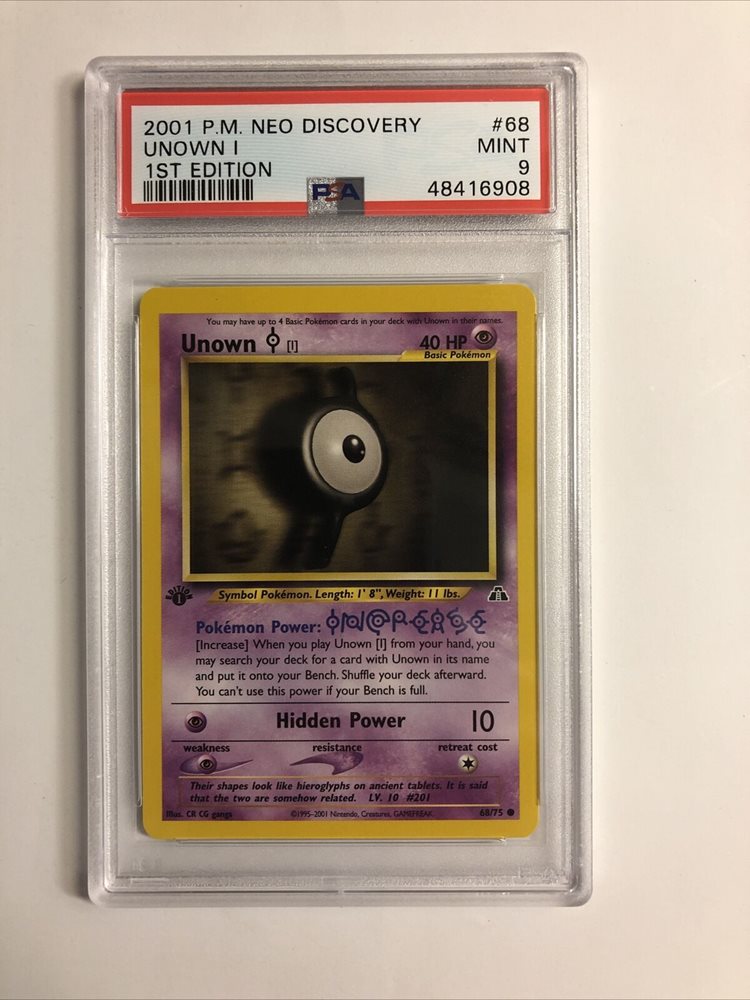 2001 P.M. NEO DISCOVERY #68
UNOWN I MINT
1ST EDITION 9
PSA 48416908
You may have up to 4 Basic Pokémon cards in your deck with Unown in their names.
Unown [I] 40 HP
Basic Pokémon
EDITION 1
Symbol Pokémon. Length: 1' 8", Weight: 11 lbs.
Pokémon Power: INCREASE
[Increase] When you play Unown [I] from your hand, you
may search your deck for a card with Unown in its name
and put it onto your Bench. Shuffle your deck afterward.
You can't use this power if your Bench is full.
Hidden Power 10
weakness resistance retreat cost
Their shapes look like hieroglyphs on ancient tablets. It is said
that the two are somehow related. LV. 10 #201
Illus. CR CG gangs ©1995-2001 Nintendo, Creatures, GAMEFREAK. 68/75